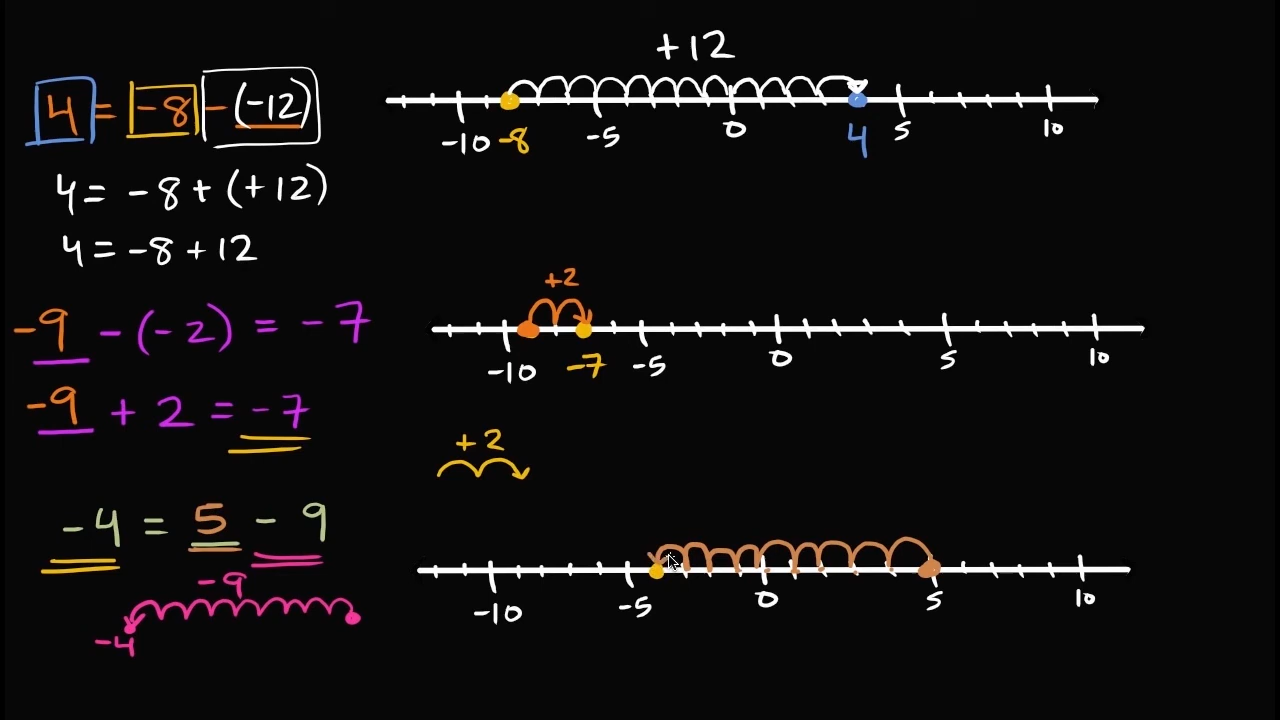 +12
4 = -8 - (-12)
-10 -8 -5 0 4 5 10
4 = -8 + (+12)
4 = -8 + 12
+2
-9 - (-2) = -7
-10 -7 -5 0 5 10
-9 + 2 = -7
+2
-4 = 5 - 9
-9
-4
-10 -5 0 5 10